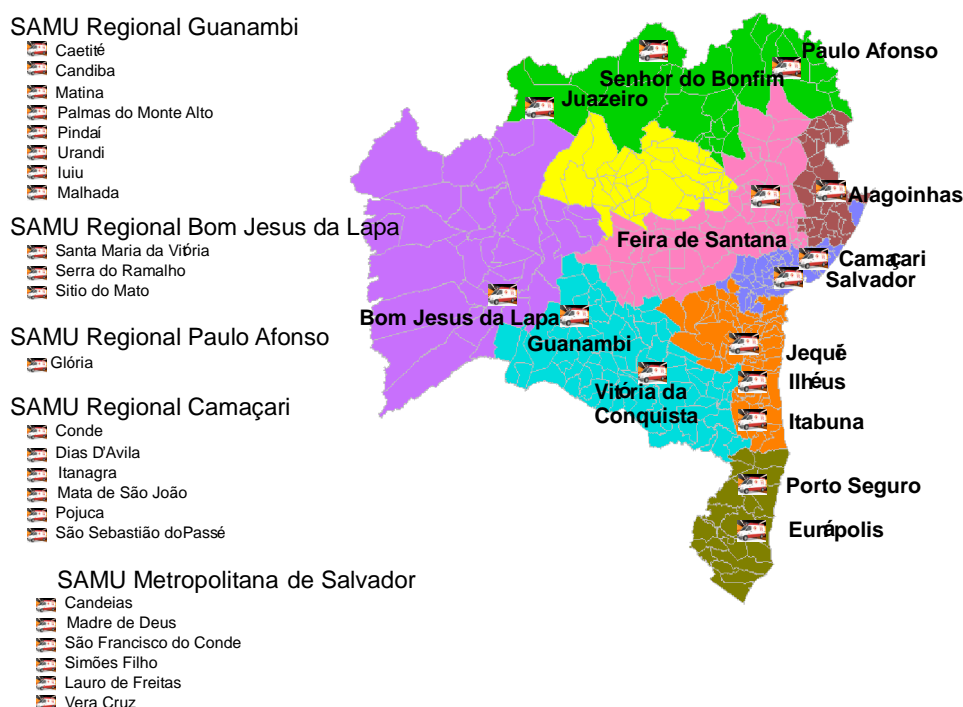 SAMU Regional Guanambi
Caetité
Candiba
Matina
Palmas do Monte Alto
Pindaí
Urandi
Iuiu
Malhada
SAMU Regional Bom Jesus da Lapa
Santa Maria da Vitória
Serra do Ramalho
Sitio do Mato
SAMU Regional Paulo Afonso
Glória
SAMU Regional Camaçari
Conde
Dias D'Avila
Itanagra
Mata de São João
Pojuca
São Sebastião do Passé
SAMU Metropolitana de Salvador
Candeias
Madre de Deus
São Francisco do Conde
Simões Filho
Lauro de Freitas
Vera Cruz
Paulo Afonso
Senhor do Bonfim
Juazeiro
Alagoinhas
Feira de Santana
Camaçari
Salvador
Bom Jesus da Lapa
Guanambi
Jequié
Ilhéus
Vitória da
Conquista
Itabuna
Porto Seguro
Eunápolis